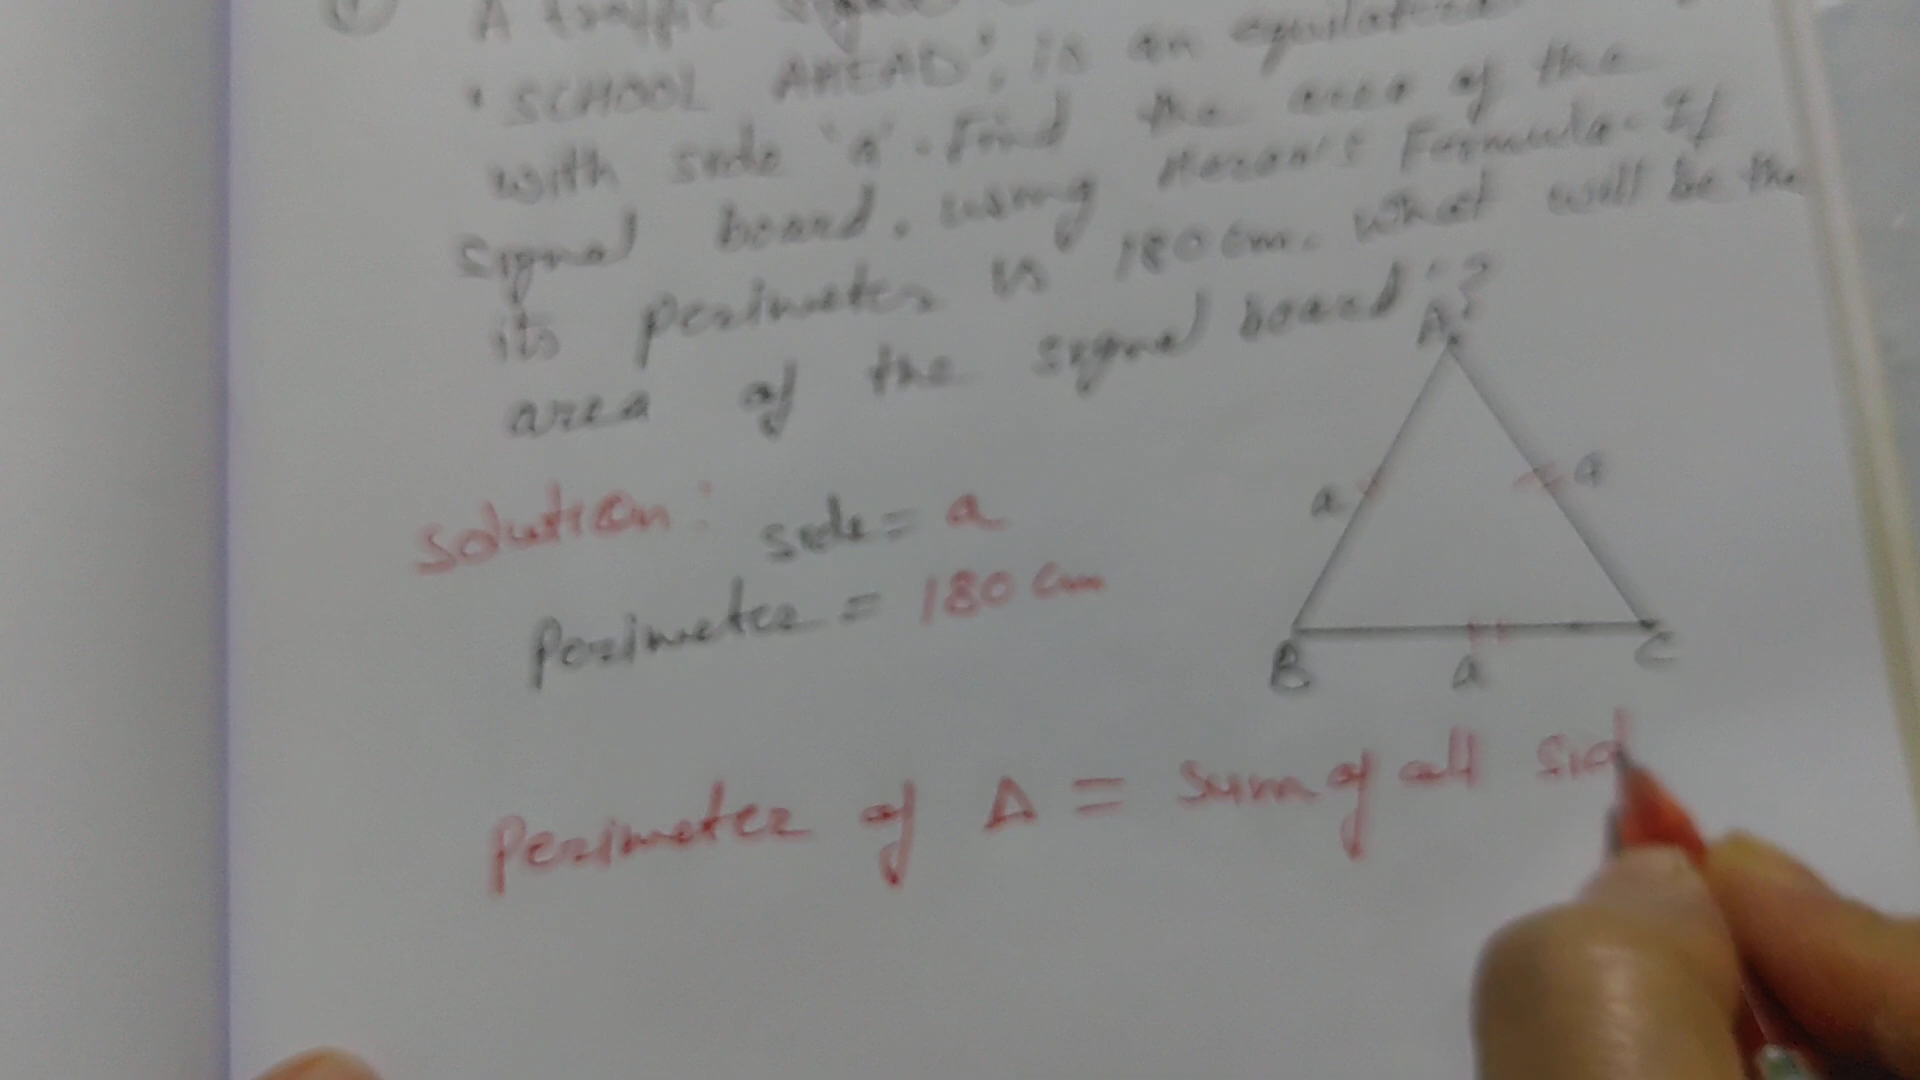 A traffic signal
'SCHOOL AHEAD', is an equilateral
with side 'a'. Find the area of the
signal board, using Heron's Formula. If
its perimeter is 180 cm. what will be the
area of the signal board?
A
a
a
Solution: side = a
Perimeter = 180 cm
B
a
C
Perimeter of Δ = Sum of all sid